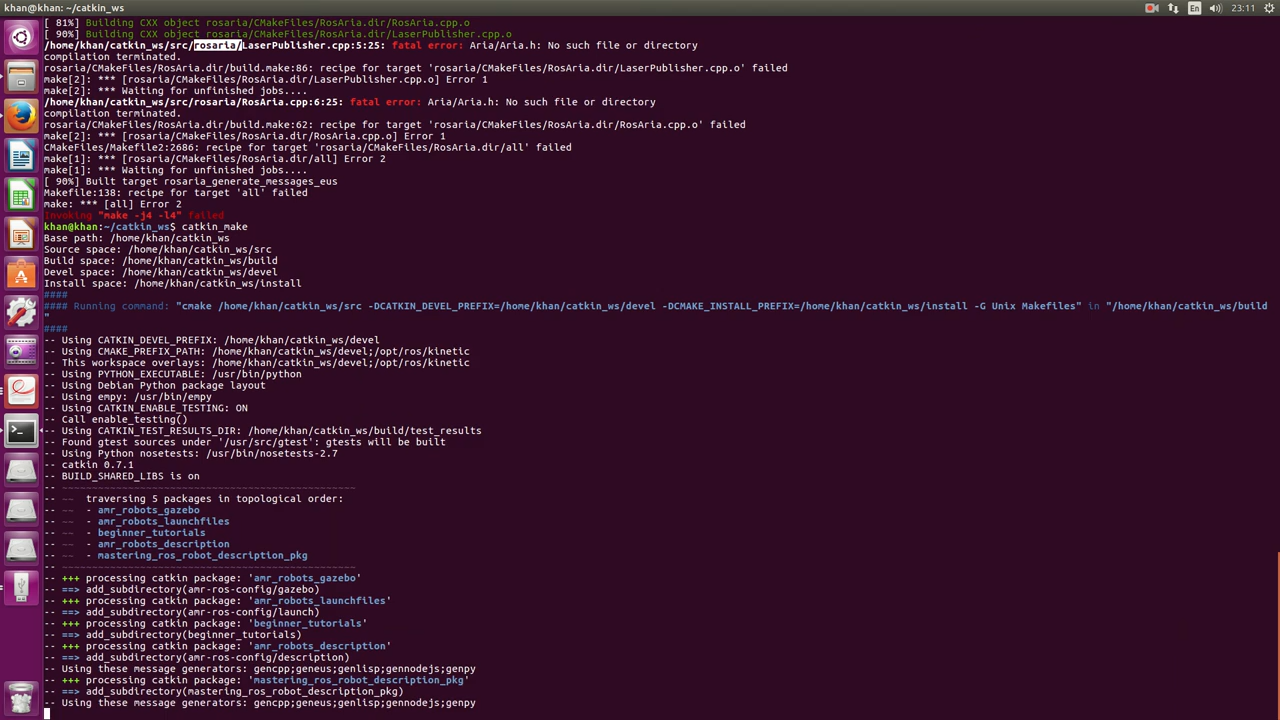 khan@khan: ~/catkin_ws
En
23:11
[ 81%] Building CXX object rosaria/CMakeFiles/RosAria.dir/RosAria.cpp.o
[ 90%] Building CXX object rosaria/CMakeFiles/RosAria.dir/LaserPublisher.cpp.o
/home/khan/catkin_ws/src/rosaria/LaserPublisher.cpp:5:25: fatal error: Aria/Aria.h: No such file or directory
compilation terminated.
rosaria/CMakeFiles/RosAria.dir/build.make:86: recipe for target 'rosaria/CMakeFiles/RosAria.dir/LaserPublisher.cpp.o' failed
make[2]: *** [rosaria/CMakeFiles/RosAria.dir/LaserPublisher.cpp.o] Error 1
make[2]: *** Waiting for unfinished jobs....
/home/khan/catkin_ws/src/rosaria/RosAria.cpp:6:25: fatal error: Aria/Aria.h: No such file or directory
compilation terminated.
rosaria/CMakeFiles/RosAria.dir/build.make:62: recipe for target 'rosaria/CMakeFiles/RosAria.dir/RosAria.cpp.o' failed
make[2]: *** [rosaria/CMakeFiles/RosAria.dir/RosAria.cpp.o] Error 1
CMakeFiles/Makefile2:2686: recipe for target 'rosaria/CMakeFiles/RosAria.dir/all' failed
make[1]: *** [rosaria/CMakeFiles/RosAria.dir/all] Error 2
make[1]: *** Waiting for unfinished jobs....
[ 90%] Built target rosaria_generate_messages_eus
Makefile:138: recipe for target 'all' failed
make: *** [all] Error 2
Invoking "make -j4 -l4" failed
khan@khan:~/catkin_ws$ catkin_make
Base path: /home/khan/catkin_ws
Source space: /home/khan/catkin_ws/src
Build space: /home/khan/catkin_ws/build
Devel space: /home/khan/catkin_ws/devel
Install space: /home/khan/catkin_ws/install
####
#### Running command: "cmake /home/khan/catkin_ws/src -DCATKIN_DEVEL_PREFIX=/home/khan/catkin_ws/devel -DCMAKE_INSTALL_PREFIX=/home/khan/catkin_ws/install -G Unix Makefiles" in "/home/khan/catkin_ws/build
"
####
-- Using CATKIN_DEVEL_PREFIX: /home/khan/catkin_ws/devel
-- Using CMAKE_PREFIX_PATH: /home/khan/catkin_ws/devel;/opt/ros/kinetic
-- This workspace overlays: /home/khan/catkin_ws/devel;/opt/ros/kinetic
-- Using PYTHON_EXECUTABLE: /usr/bin/python
-- Using Debian Python package layout
-- Using empy: /usr/bin/empy
-- Using CATKIN_ENABLE_TESTING: ON
-- Call enable_testing()
-- Using CATKIN_TEST_RESULTS_DIR: /home/khan/catkin_ws/build/test_results
-- Found gtest sources under '/usr/src/gtest': gtests will be built
-- Using Python nosetests: /usr/bin/nosetests-2.7
-- catkin 0.7.1
-- BUILD_SHARED_LIBS is on
-- ~~~~~~~~~~~~~~~~~~~~~~~~~~~~~~~~~~~~~~~~~~~~~~~~~
-- ~~  traversing 5 packages in topological order:
-- ~~  - amr_robots_gazebo
-- ~~  - amr_robots_launchfiles
-- ~~  - beginner_tutorials
-- ~~  - amr_robots_description
-- ~~  - mastering_ros_robot_description_pkg
-- ~~~~~~~~~~~~~~~~~~~~~~~~~~~~~~~~~~~~~~~~~~~~~~~~~
-- +++ processing catkin package: 'amr_robots_gazebo'
-- ==> add_subdirectory(amr-ros-config/gazebo)
-- +++ processing catkin package: 'amr_robots_launchfiles'
-- ==> add_subdirectory(amr-ros-config/launch)
-- +++ processing catkin package: 'beginner_tutorials'
-- ==> add_subdirectory(beginner_tutorials)
-- +++ processing catkin package: 'amr_robots_description'
-- ==> add_subdirectory(amr-ros-config/description)
-- Using these message generators: gencpp;geneus;genlisp;gennodejs;genpy
-- +++ processing catkin package: 'mastering_ros_robot_description_pkg'
-- ==> add_subdirectory(mastering_ros_robot_description_pkg)
-- Using these message generators: gencpp;geneus;genlisp;gennodejs;genpy